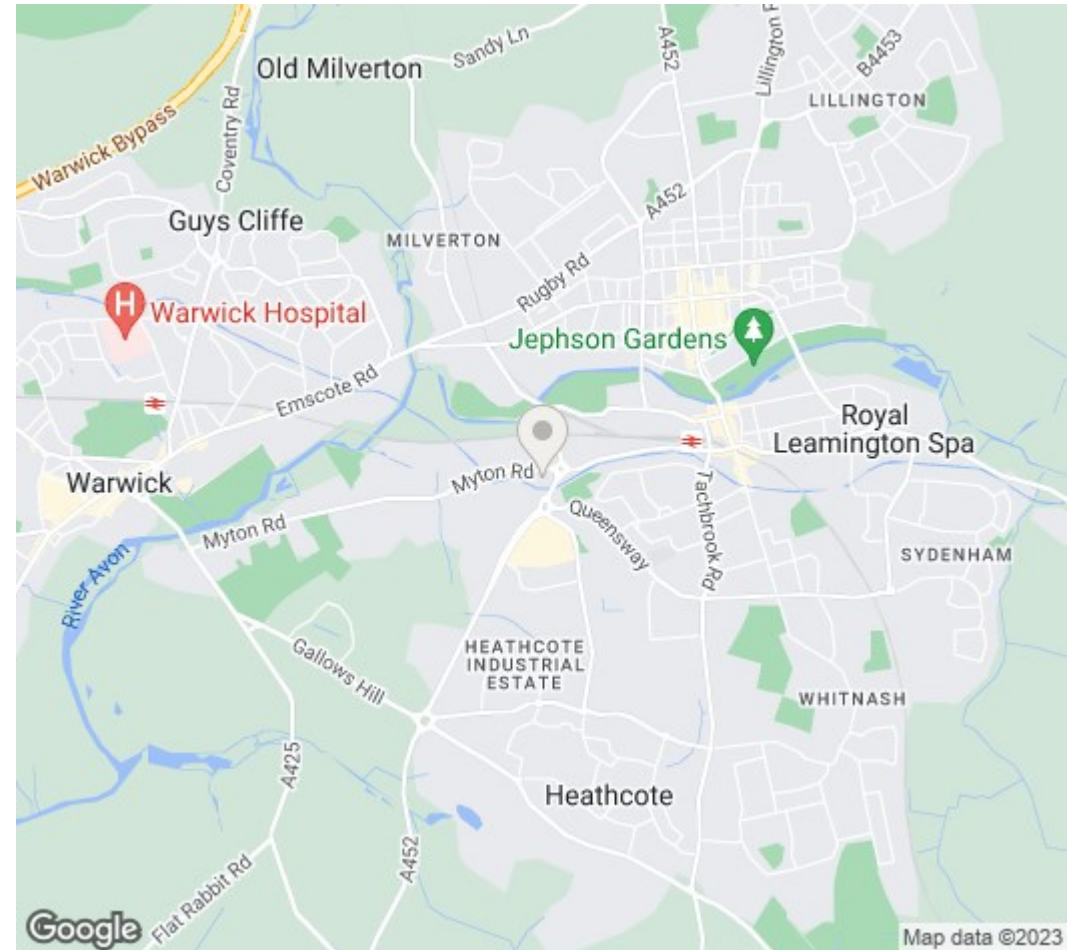 Old Milverton
Sandy Ln
A452
Lillington
B4453
LILLINGTON
Warwick Bypass
Coventry Rd
Guys Cliffe
MILVERTON
A452
Rugby Rd
H
Warwick Hospital
Jephson Gardens
Emscote Rd
Royal
Leamington Spa
Warwick
Myton Rd
Myton Rd
Queensway
Tachbrook Rd
SYDENHAM
River Avon
HEATHCOTE
INDUSTRIAL
ESTATE
Gallows Hill
WHITNASH
A425
Heathcote
A452
Flat Rabbit Rd
Google
Map data ©2023